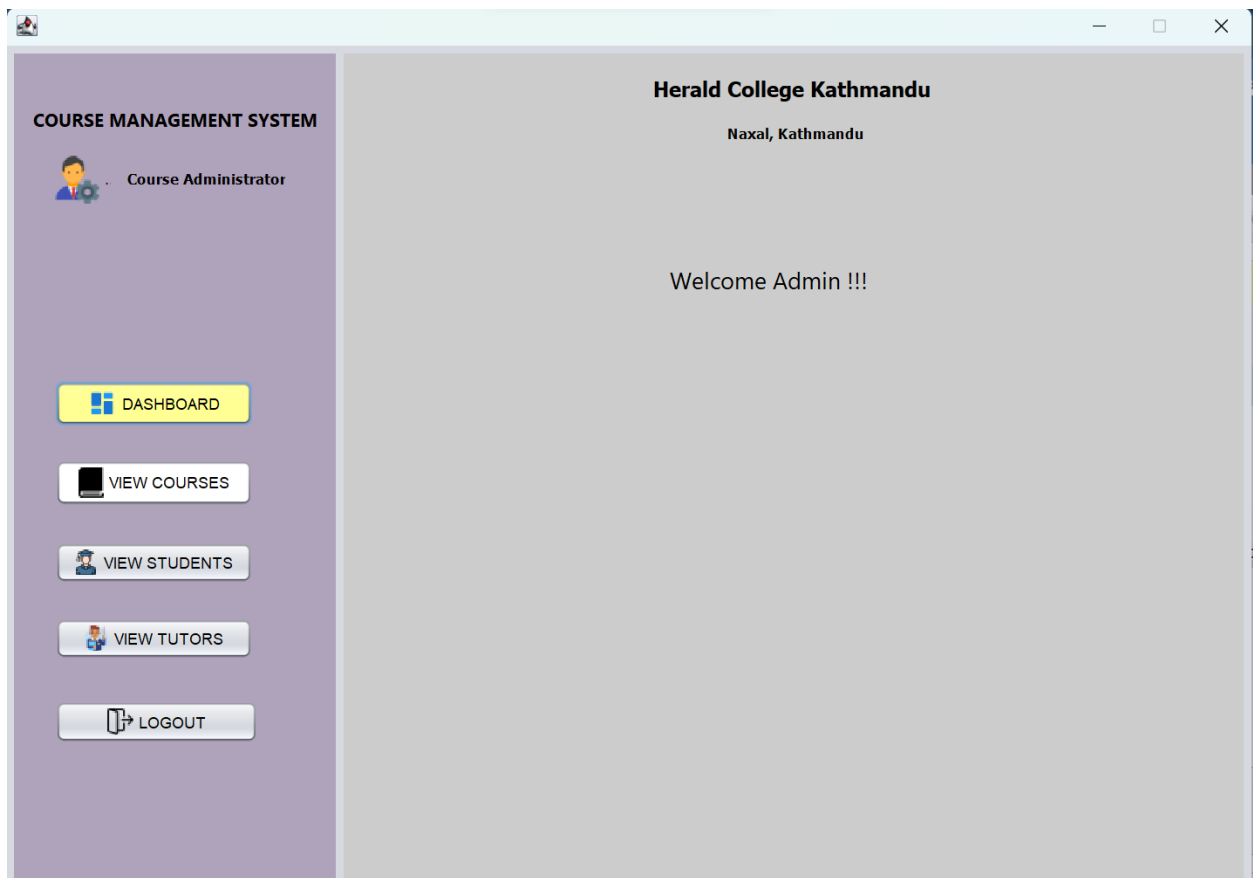 COURSE MANAGEMENT SYSTEM
Course Administrator
DASHBOARD
VIEW COURSES
VIEW STUDENTS
VIEW TUTORS
LOGOUT
Herald College Kathmandu
Naxal, Kathmandu
Welcome Admin !!!